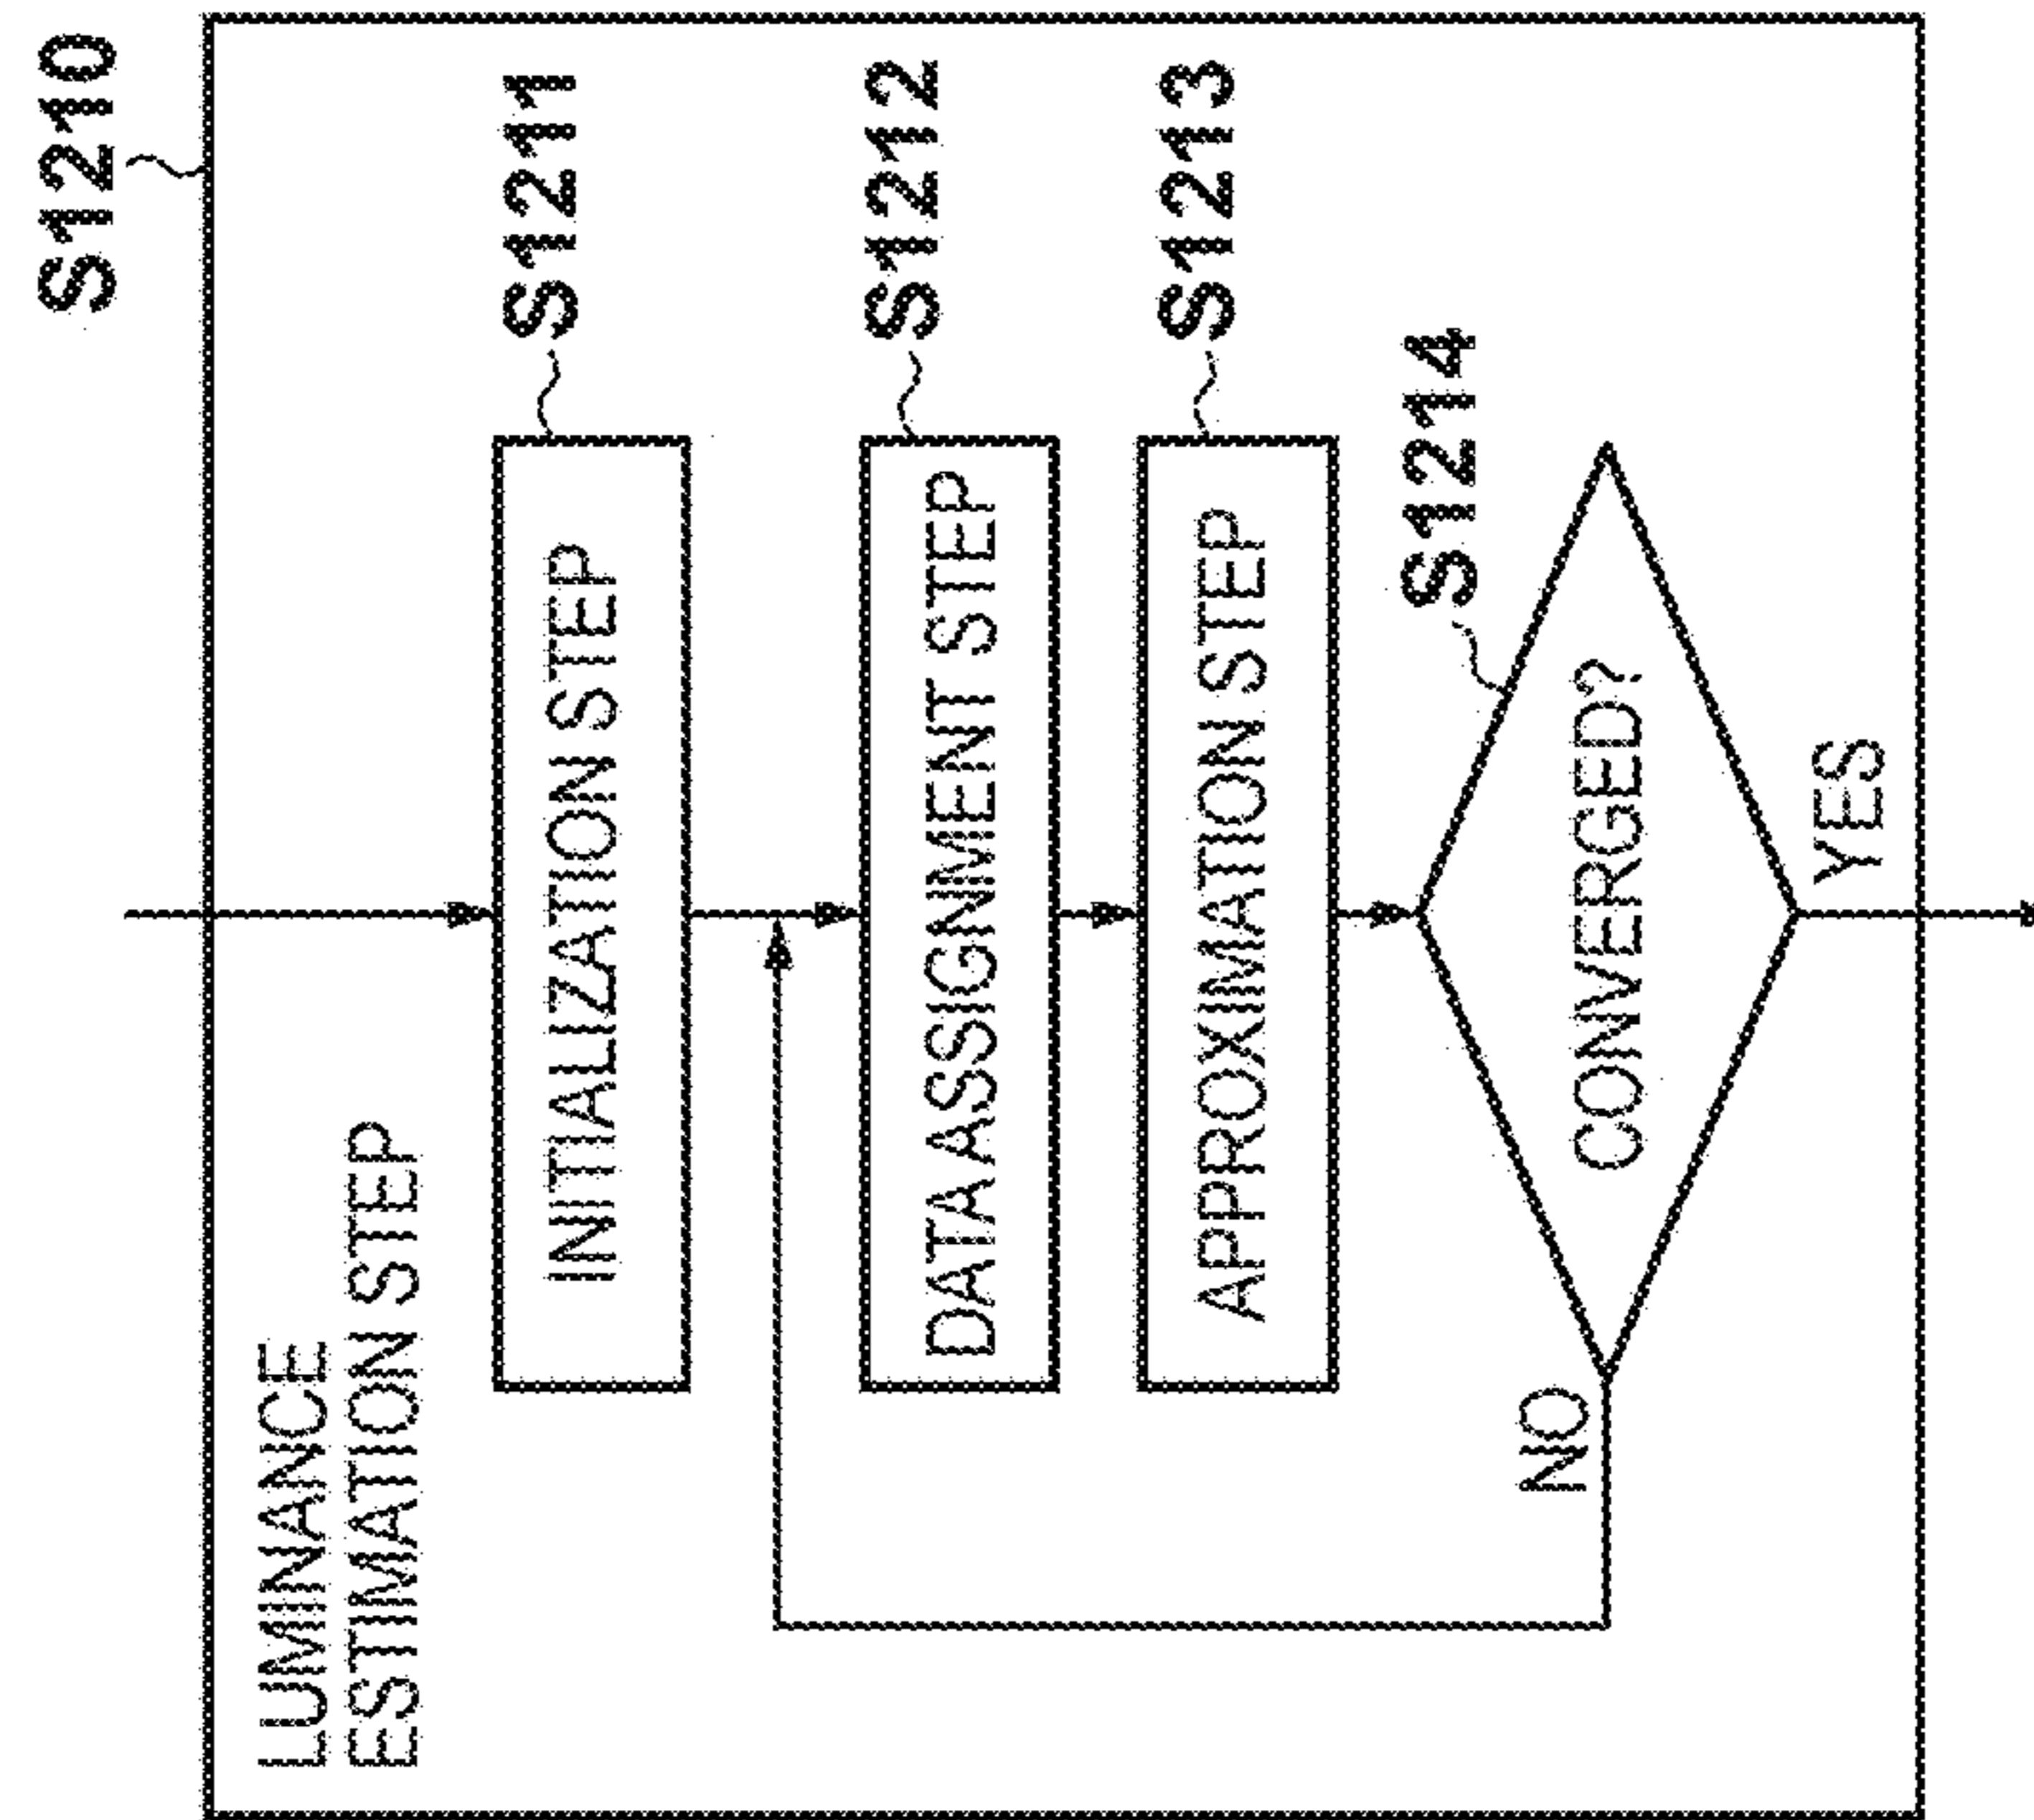 S1210
LUMINANCE
ESTIMATION STEP
S1211
INITIALIZATION STEP
S1212
DATA ASSIGNMENT STEP
S1213
APPROXIMATION STEP
S1214
CONVERGED?
NO
YES